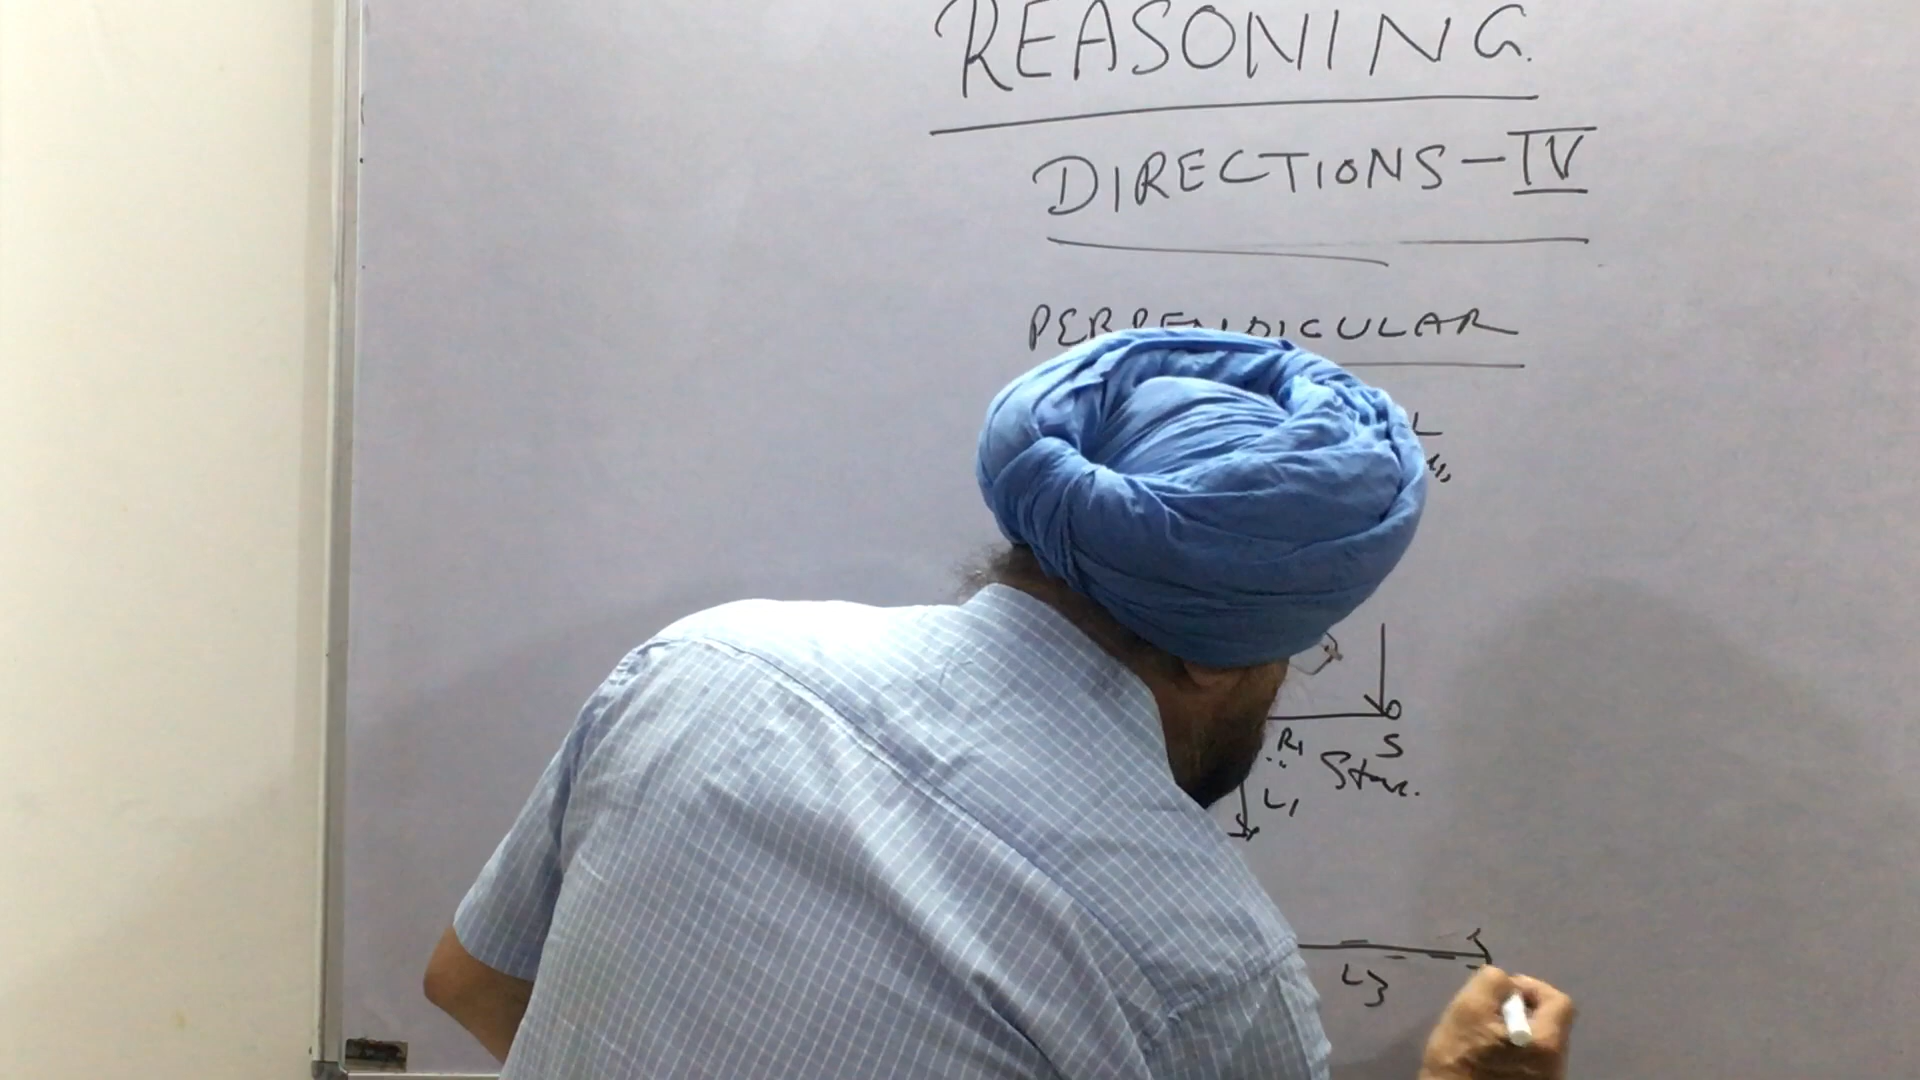 REASONING.
DIRECTIONS-IV
PERPENDICULAR
L
R1 S
Start.
L1
L3